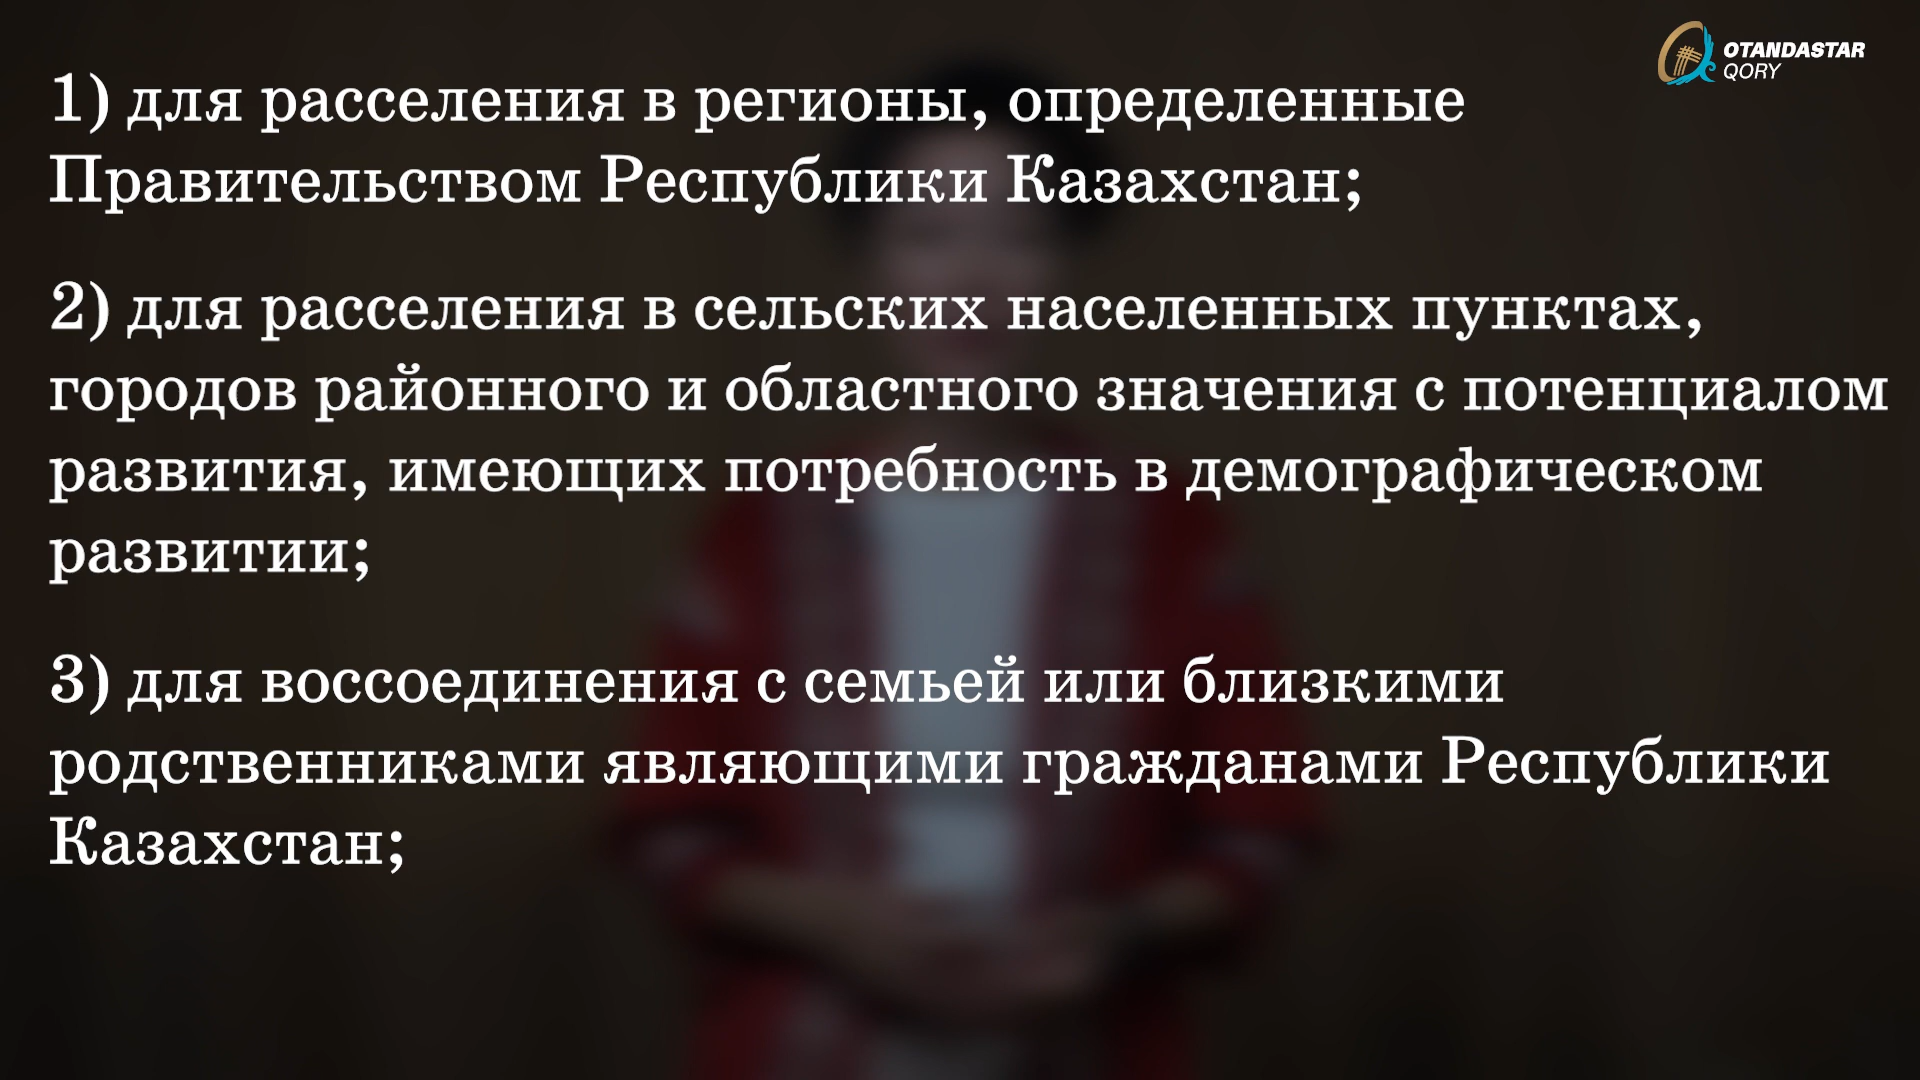 OTANDASTAR
QORY
1) для расселения в регионы, определенные
Правительством Республики Казахстан;
2) для расселения в сельских населенных пунктах,
городов районного и областного значения с потенциалом
развития, имеющих потребность в демографическом
развитии;
3) для воссоединения с семьей или близкими
родственниками являющими гражданами Республики
Казахстан;